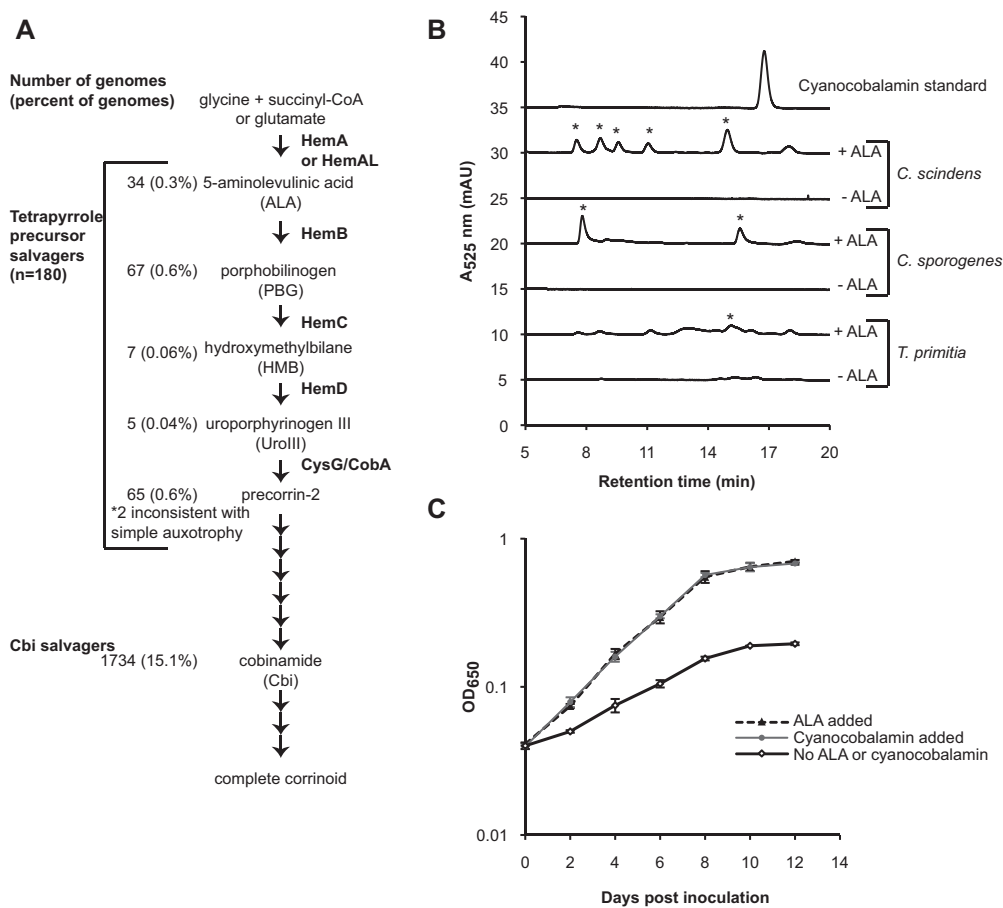 A
Number of genomes
(percent of genomes)
glycine + succinyl-CoA
or glutamate
HemA
or HemAL
34 (0.3%)
5-aminolevulinic acid
(ALA)
Tetrapyrrole
precursor
salvagers
(n=180)
HemB
67 (0.6%)
porphobilinogen
(PBG)
HemC
7 (0.06%)
hydroxymethylbilane
(HMB)
HemD
5 (0.04%)
uroporphyrinogen III
(UroIII)
CysG/CobA
65 (0.6%)
precorrin-2
*2 inconsistent with
simple auxotrophy
Cbi salvagers
1734 (15.1%)
cobinamide
(Cbi)
complete corrinoid
B
A525 nm (mAU)
45
40
35
30
25
20
15
10
5
0
Cyanocobalamin standard
* * * * *
+ ALA
- ALA
C. scindens
* *
+ ALA
- ALA
C. sporogenes
*
+ ALA
- ALA
T. primitia
5 8 11 14 17 20
Retention time (min)
C
OD650
1
0.1
0.01
ALA added
Cyanocobalamin added
No ALA or cyanocobalamin
0 2 4 6 8 10 12 14
Days post inoculation